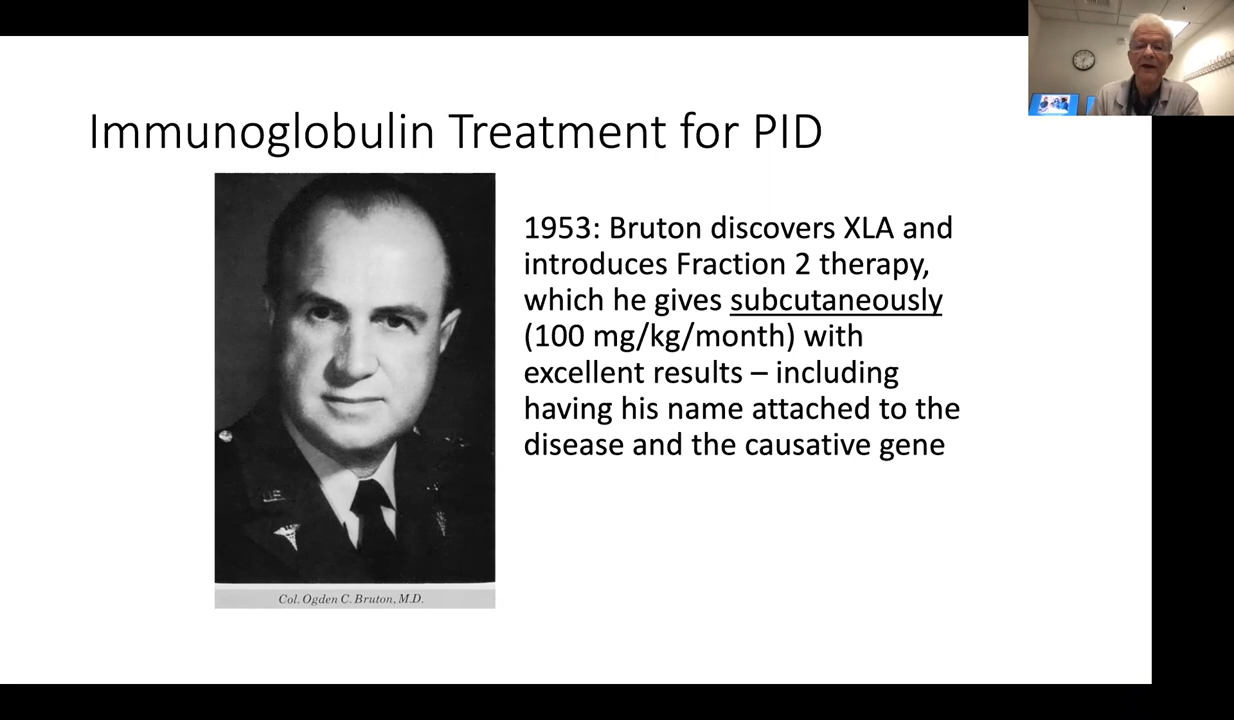 Immunoglobulin Treatment for PID
1953: Bruton discovers XLA and
introduces Fraction 2 therapy,
which he gives subcutaneously
(100 mg/kg/month) with
excellent results – including
having his name attached to the
disease and the causative gene
Col. Ogden C. Bruton, M.D.